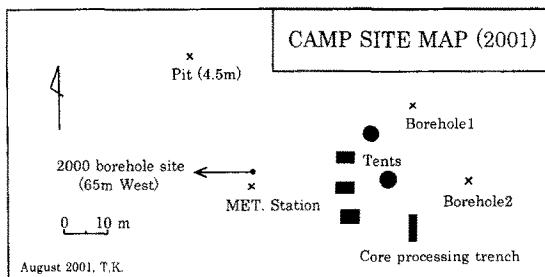 CAMP SITE MAP (2001)
Pit (4.5m)
Borehole1
Tents
2000 borehole site
(65m West)
MET. Station
Borehole2
0 10 m
Core processing trench
August 2001, T.K.